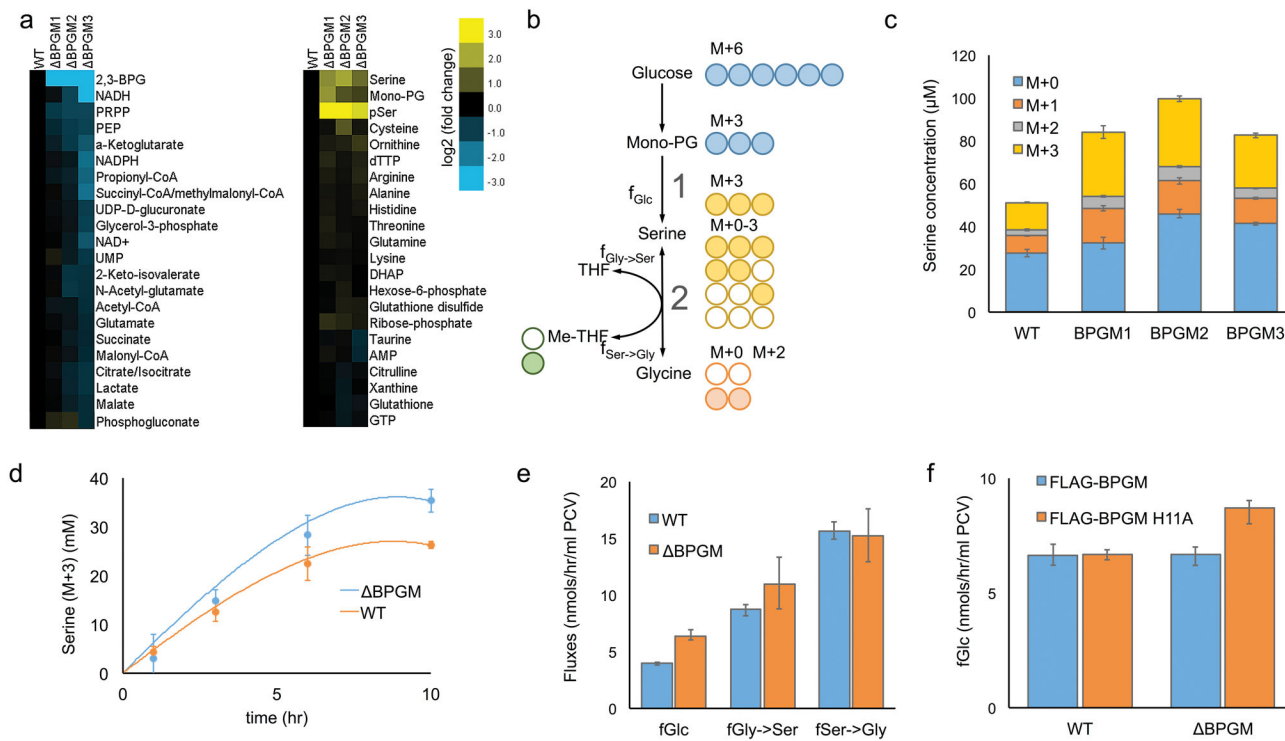 a
WT
ΔBPGM1
ΔBPGM2
ΔBPGM3
2,3-BPG
NADH
PRPP
PEP
a-Ketoglutarate
NADPH
Propionyl-CoA
Succinyl-CoA/methylmalonyl-CoA
UDP-D-glucuronate
Glycerol-3-phosphate
NAD+
UMP
2-Keto-isovalerate
N-Acetyl-glutamate
Acetyl-CoA
Glutamate
Succinate
Malonyl-CoA
Citrate/Isocitrate
Lactate
Malate
Phosphogluconate
WT
ΔBPGM1
ΔBPGM2
ΔBPGM3
Serine
Mono-PG
pSer
Cysteine
Ornithine
dTTP
Arginine
Alanine
Histidine
Threonine
Glutamine
Lysine
DHAP
Hexose-6-phosphate
Glutathione disulfide
Ribose-phosphate
Taurine
AMP
Citrulline
Xanthine
Glutathione
GTP
log2 (fold change)
3.0
2.0
1.0
0.0
-1.0
-2.0
-3.0
b
M+6
Glucose
M+3
Mono-PG
1
fGlc
M+3
Serine
M+0-3
fGly->Ser
THF
2
Me-THF
fSer->Gly
M+0 M+2
Glycine
c
Serine concentration (µM)
120
100
80
60
40
20
0
M+0
M+1
M+2
M+3
WT
BPGM1
BPGM2
BPGM3
d
Serine (M+3) (mM)
40
30
20
10
0
ΔBPGM
WT
0
5
10
time (hr)
e
Fluxes (nmols/hr/ml PCV)
20
15
10
5
0
WT
ΔBPGM
fGlc
fGly->Ser
fSer->Gly
f
fGlc (nmols/hr/ml PCV)
10
5
0
FLAG-BPGM
FLAG-BPGM H11A
WT
ΔBPGM